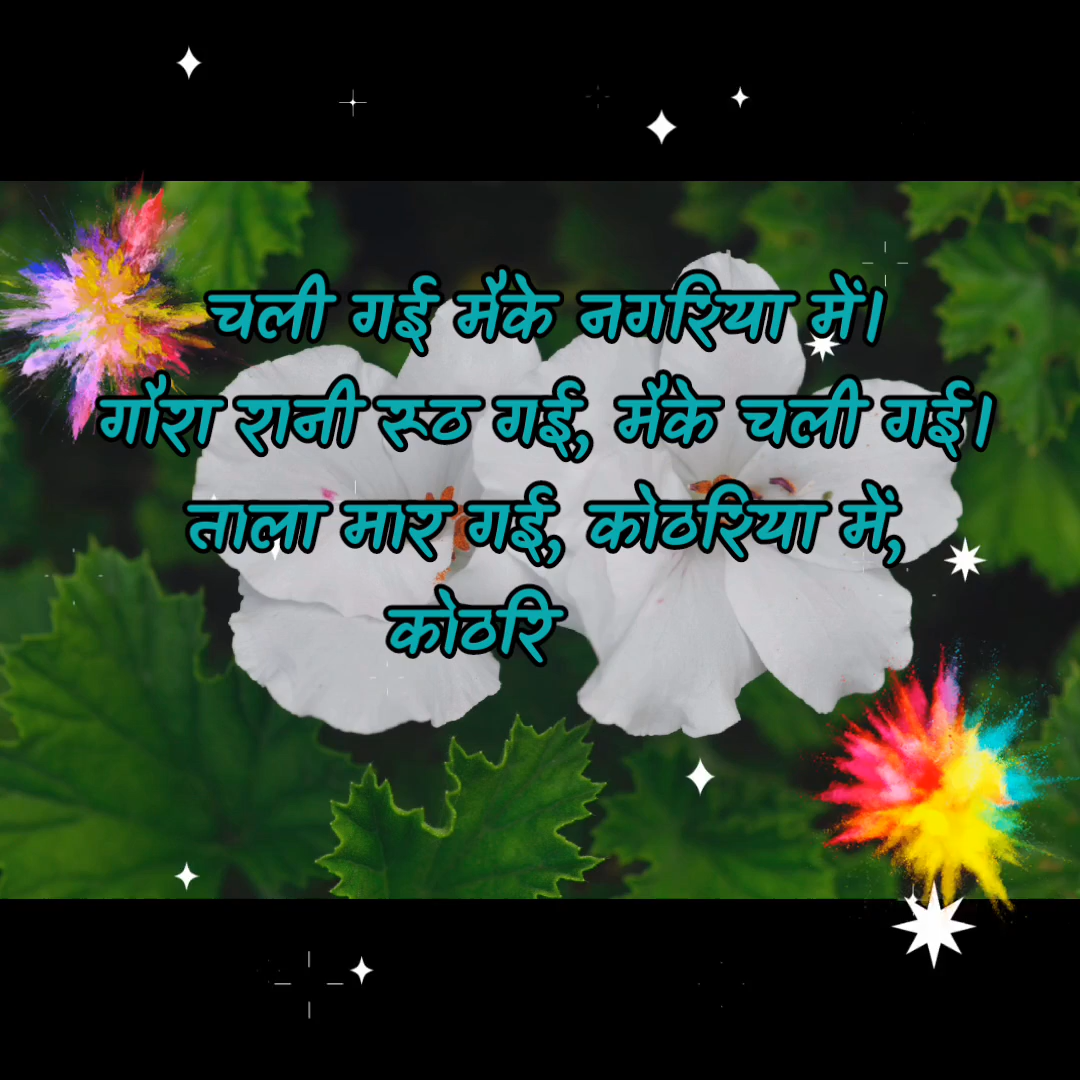 चली गई मैके नगरिया में।
गौरा रानी रूठ गई, मैके चली गई।
ताला मार गई, कोठरिया में,
कोठरि